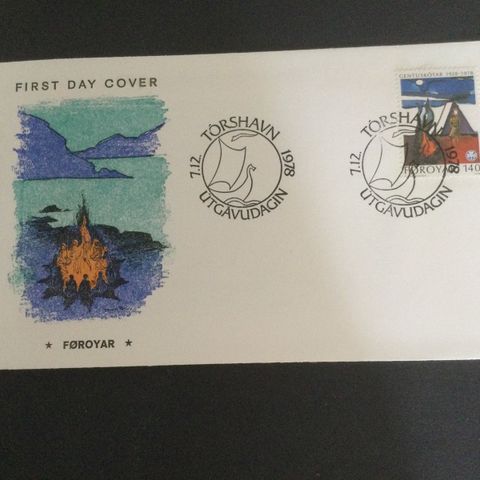 FIRST DAY COVER
★ FØROYAR ★
TÓRSHAVN
7.12. 1978
ÚTGÁVUDAGIN
GENTUSKÓTAR 1928-1978
FØROYAR 140
TÓRSHAVN
7.12. 1978
ÚTGÁVUDAGIN